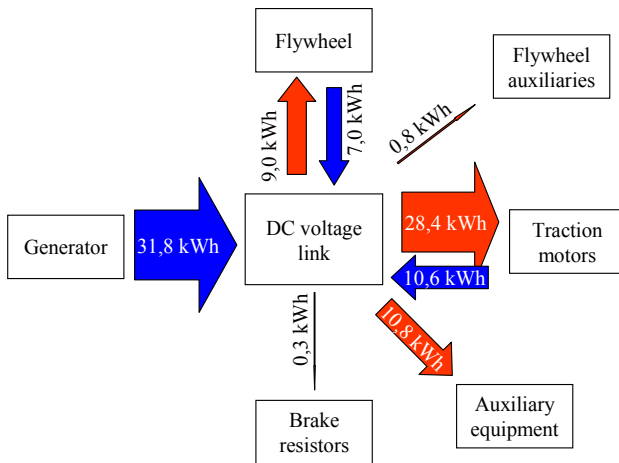 Flywheel
Flywheel
auxiliaries
9,0 kWh
7,0 kWh
0,8 kWh
Generator
31,8 kWh
DC voltage
link
28,4 kWh
10,6 kWh
Traction
motors
0,3 kWh
10,8 kWh
Brake
resistors
Auxiliary
equipment